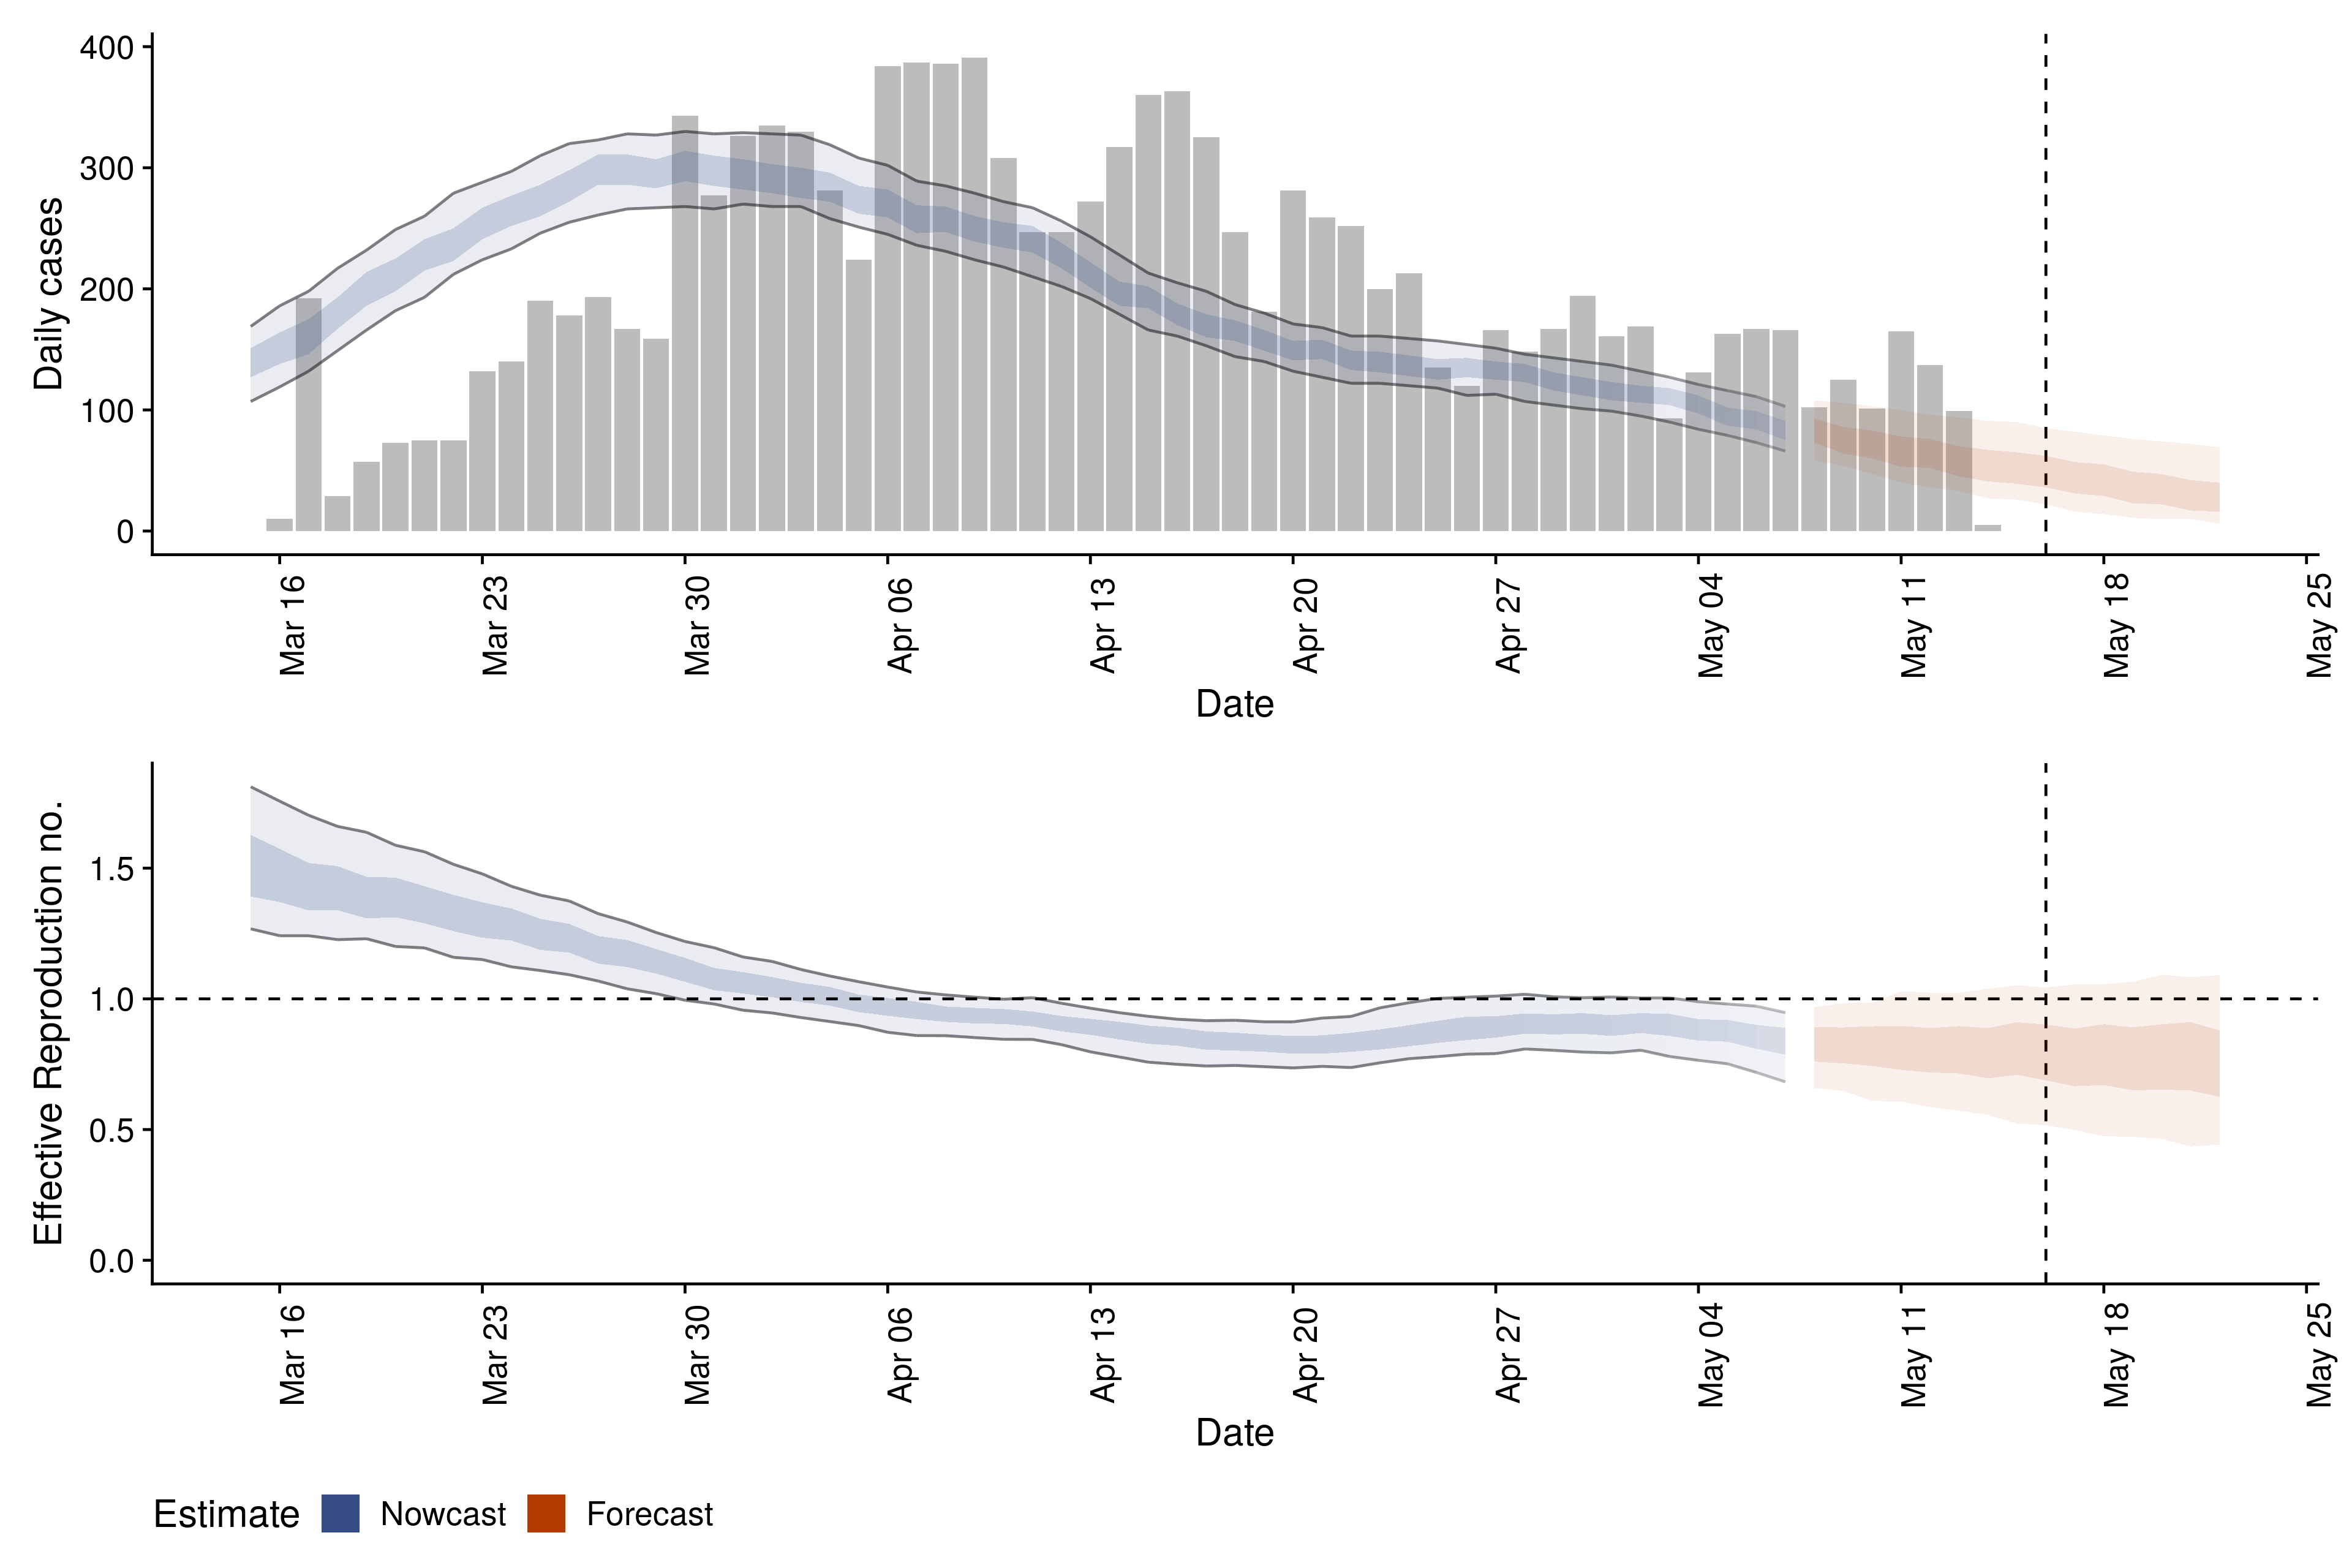 Daily cases
400
300
200
100
0
Mar 16
Mar 23
Mar 30
Apr 06
Apr 13
Apr 20
Apr 27
May 04
May 11
May 18
May 25
Date
Effective Reproduction no.
1.5
1.0
0.5
0.0
Mar 16
Mar 23
Mar 30
Apr 06
Apr 13
Apr 20
Apr 27
May 04
May 11
May 18
May 25
Date
Estimate Nowcast Forecast